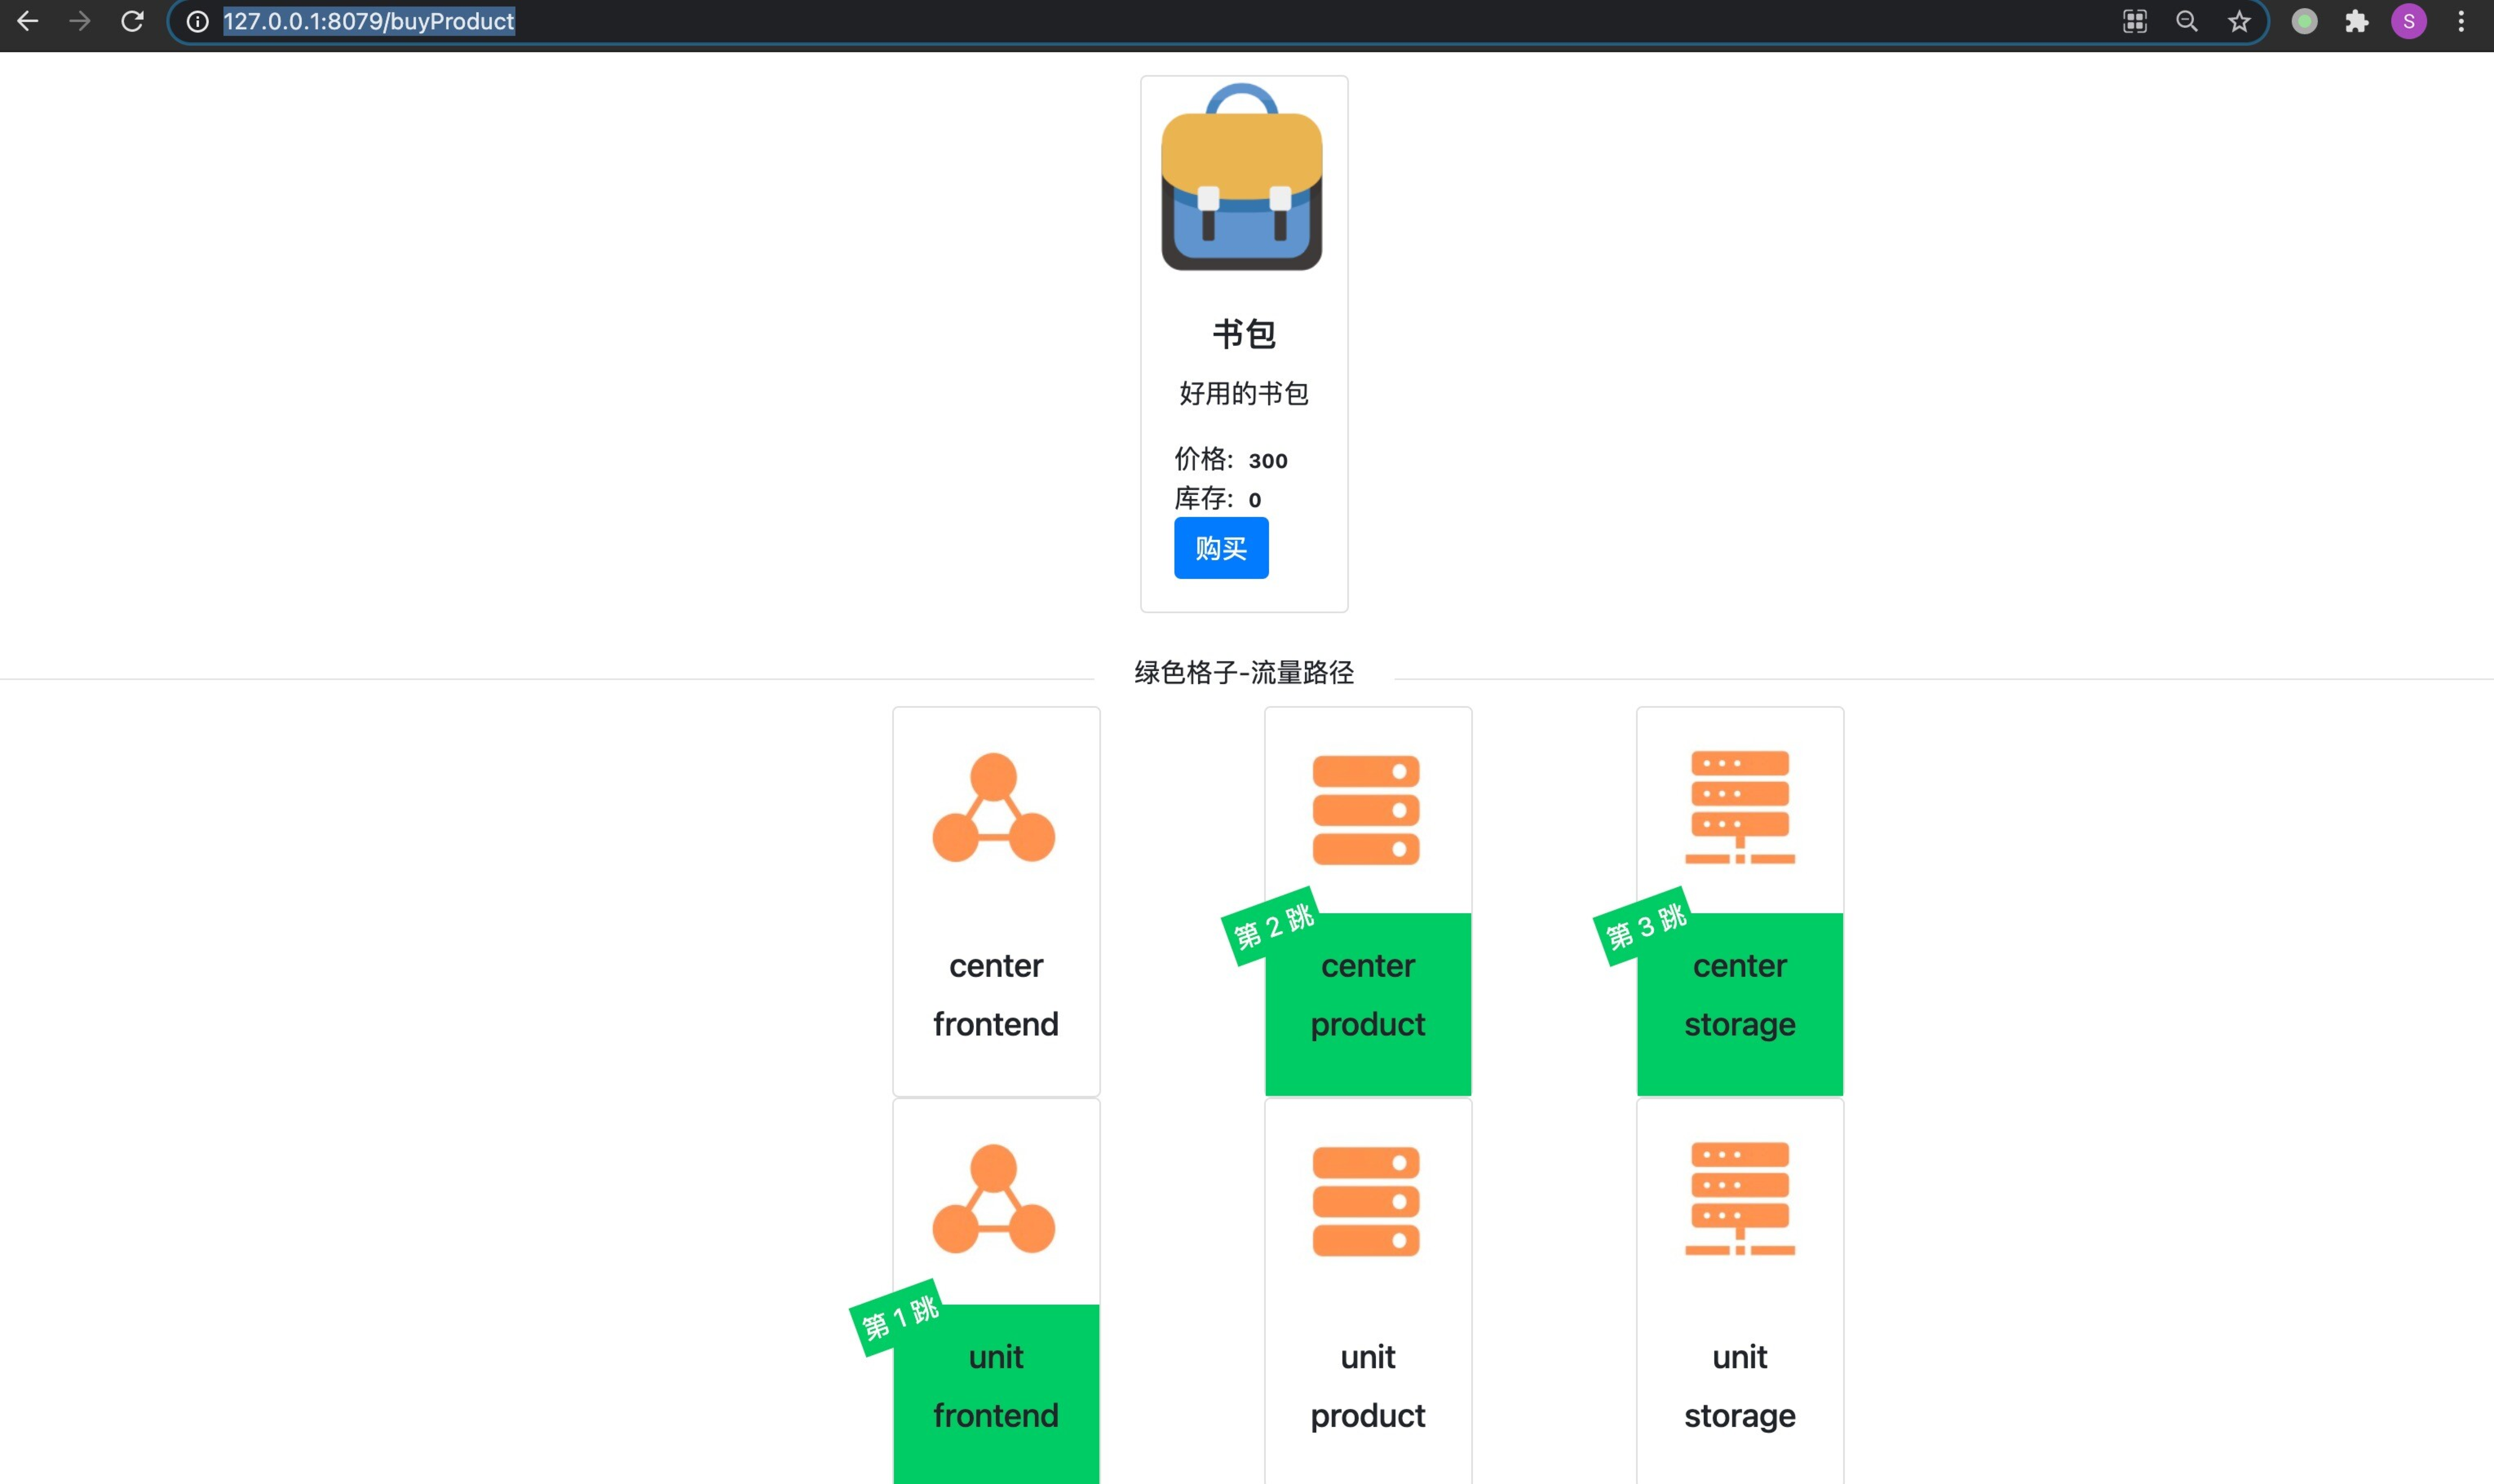 127.0.0.1:8079/buyProduct
S
书包
好用的书包
价格: 300
库存: 0
购买
绿色格子-流量路径
center
frontend
第 2 跳
center
product
第 3 跳
center
storage
第 1 跳
unit
frontend
unit
product
unit
storage